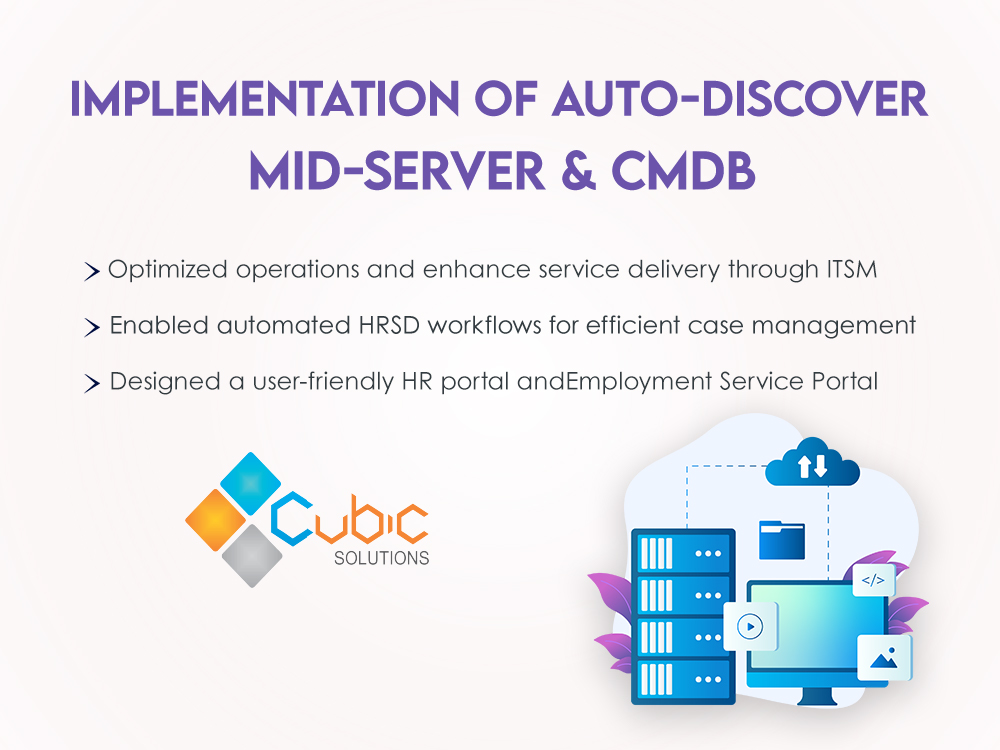 IMPLEMENTATION OF AUTO-DISCOVER
MID-SERVER & CMDB
Optimized operations and enhance service delivery through ITSM
Enabled automated HRSD workflows for efficient case management
Designed a user-friendly HR portal andEmployment Service Portal
Cubic
SOLUTIONS
</>